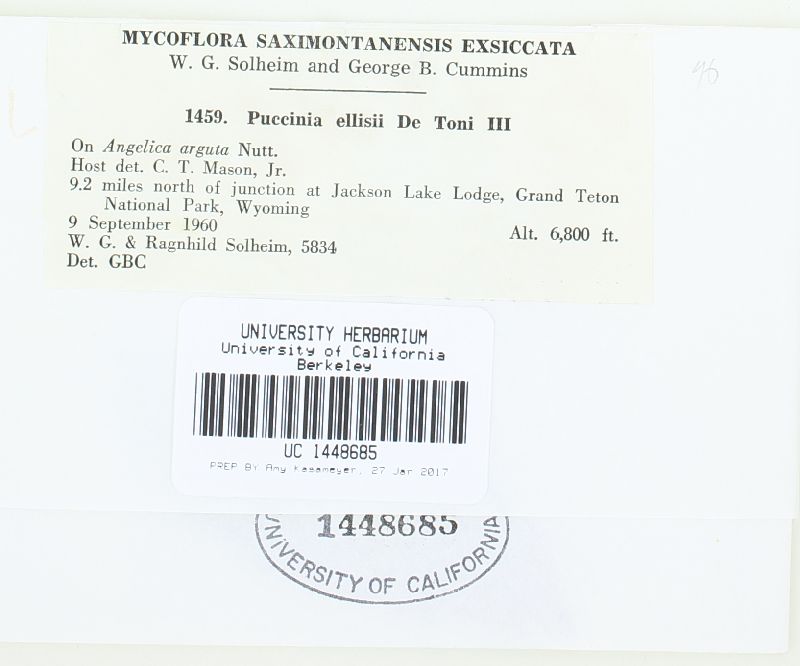 MYCOFLORA SAXIMONTANENSIS EXSICCATA
W. G. Solheim and George B. Cummins
1459. Puccinia ellisii De Toni III
On Angelica arguta Nutt.
Host det. C. T. Mason, Jr.
9.2 miles north of junction at Jackson Lake Lodge, Grand Teton
National Park, Wyoming
9 September 1960
Alt. 6,800 ft.
W. G. & Ragnhild Solheim, 5834
Det. GBC
96
UNIVERSITY HERBARIUM
University of California
Berkeley
UC 1448685
PREP BY Amy Kasameyer, 27 Jar 2017
1448685
UNIVERSITY OF CALIFORNIA